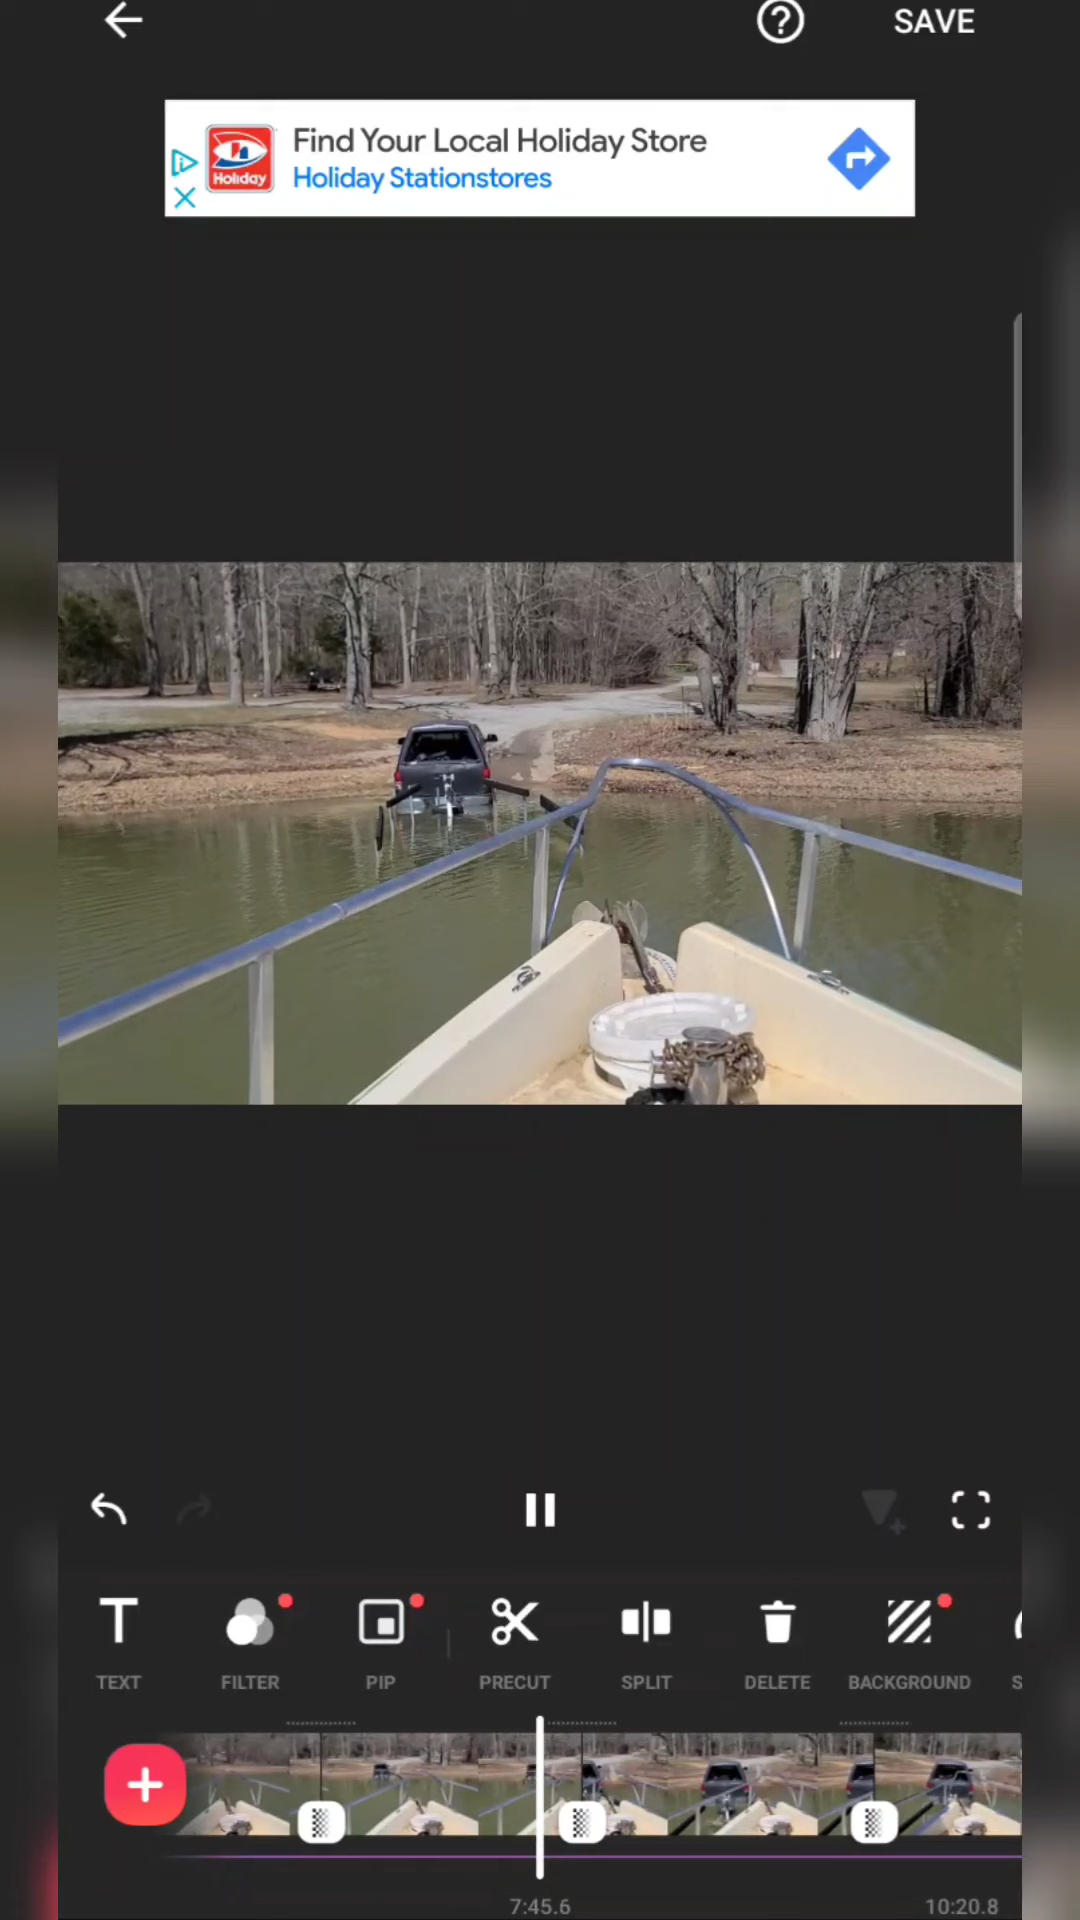 SAVE
Find Your Local Holiday Store
Holiday Stationstores
Holiday
TEXT
FILTER
PIP
PRECUT
SPLIT
DELETE
BACKGROUND
S
7:45.6
10:20.8